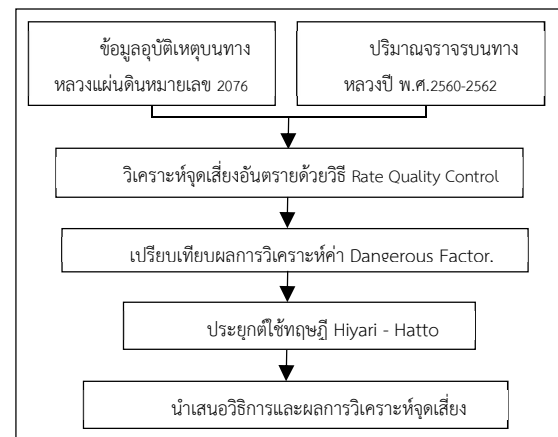 ข้อมูลอุบัติเหตุบนทาง
หลวงแผ่นดินหมายเลข 2076
ปริมาณจราจรบนทาง
หลวงปี พ.ศ.2560-2562
วิเคราะห์จุดเสี่ยงอันตรายด้วยวิธี Rate Quality Control
เปรียบเทียบผลการวิเคราะห์ค่า Dangerous Factor.
ประยุกต์ใช้ทฤษฎี Hiyari - Hatto
นำเสนอวิธีการและผลการวิเคราะห์จุดเสี่ยง